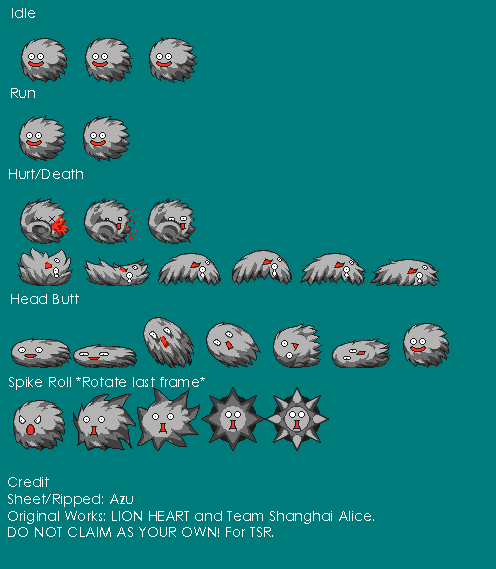 Idle
Run
Hurt/Death
Head Butt
Spike Roll *Rotate last frame*
Credit
Sheet/Ripped: Azu
Original Works: LION HEART and Team Shanghai Alice.
DO NOT CLAIM AS YOUR OWN! For TSR.